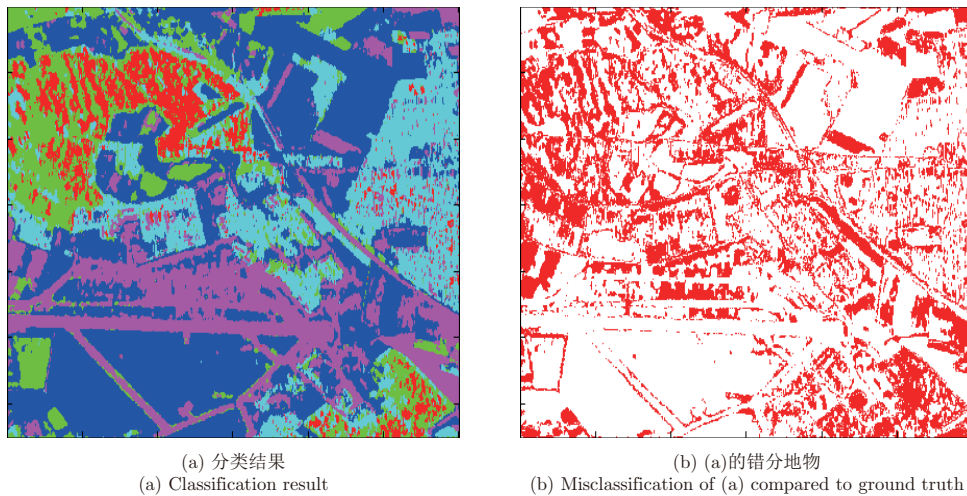 (a) 分类结果
(a) Classification result
(b) (a)的错分地物
(b) Misclassification of (a) compared to ground truth